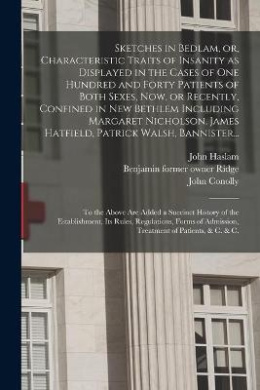 Sketches in Bedlam, or, Characteristic Traits of Insanity as Displayed in the Cases of One Hundred and Forty Patients of Both Sexes, Now, or Recently, Confined in New Bethlem Including Margaret Nicholson, James Hatfield, Patrick Walsh, Bannister...
John Haslam
Benjamin former owner Ridge
John Conolly
To the Above Are Added a Succinct History of the Establishment, Its Rules, Regulations, Forms of Admission, Treatment of Patients, & C. & C.